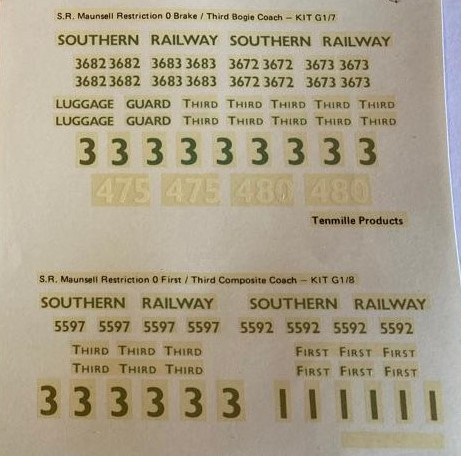 S.R. Maunsell Restriction 0 Brake / Third Bogie Coach – KIT G1/7
SOUTHERN RAILWAY SOUTHERN RAILWAY
3682 3682 3683 3683 3672 3672 3673 3673
3682 3682 3683 3683 3672 3672 3673 3673
LUGGAGE GUARD THIRD THIRD THIRD THIRD THIRD
LUGGAGE GUARD THIRD THIRD THIRD THIRD THIRD
3 3 3 3 3 3 3 3 3
475 475 480 480
Tenmille Products
S.R. Maunsell Restriction 0 First / Third Composite Coach – KIT G1/8
SOUTHERN RAILWAY SOUTHERN RAILWAY
5597 5597 5597 5597 5592 5592 5592 5592
THIRD THIRD THIRD FIRST FIRST FIRST
THIRD THIRD THIRD FIRST FIRST FIRST
3 3 3 3 3 3 1 1 1 1 1 1